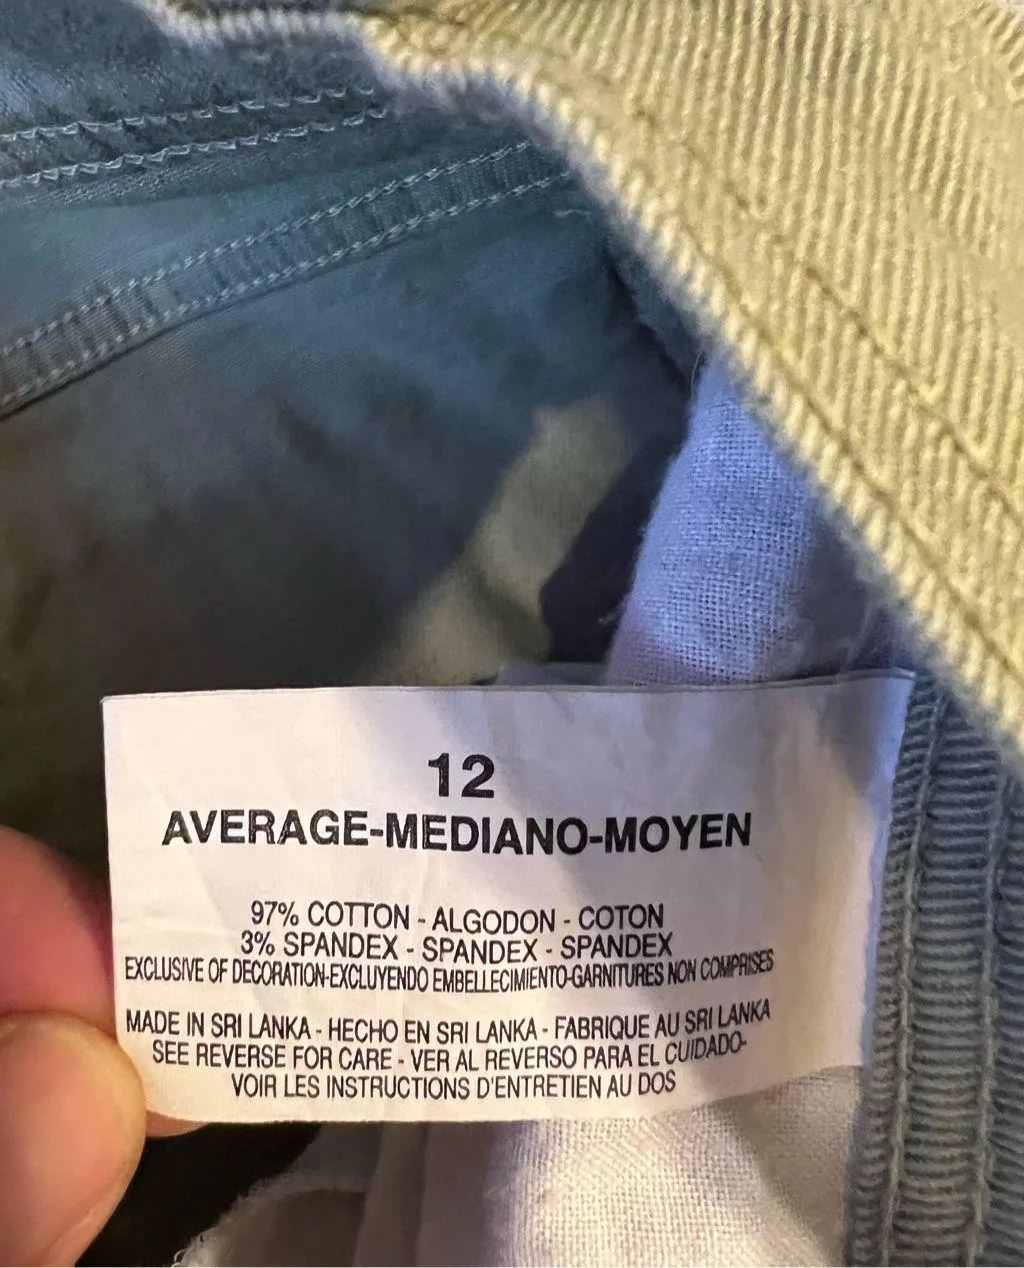 12
AVERAGE-MEDIANO-MOYEN
97% COTTON - ALGODON - COTON
3% SPANDEX - SPANDEX - SPANDEX
EXCLUSIVE OF DECORATION-EXCLUYENDO EMBELLECIMIENTO-GARNITURES NON COMPRISES
MADE IN SRI LANKA - HECHO EN SRI LANKA - FABRIQUE AU SRI LANKA
SEE REVERSE FOR CARE - VER AL REVERSO PARA EL CUIDADO-
VOIR LES INSTRUCTIONS D'ENTRETIEN AU DOS